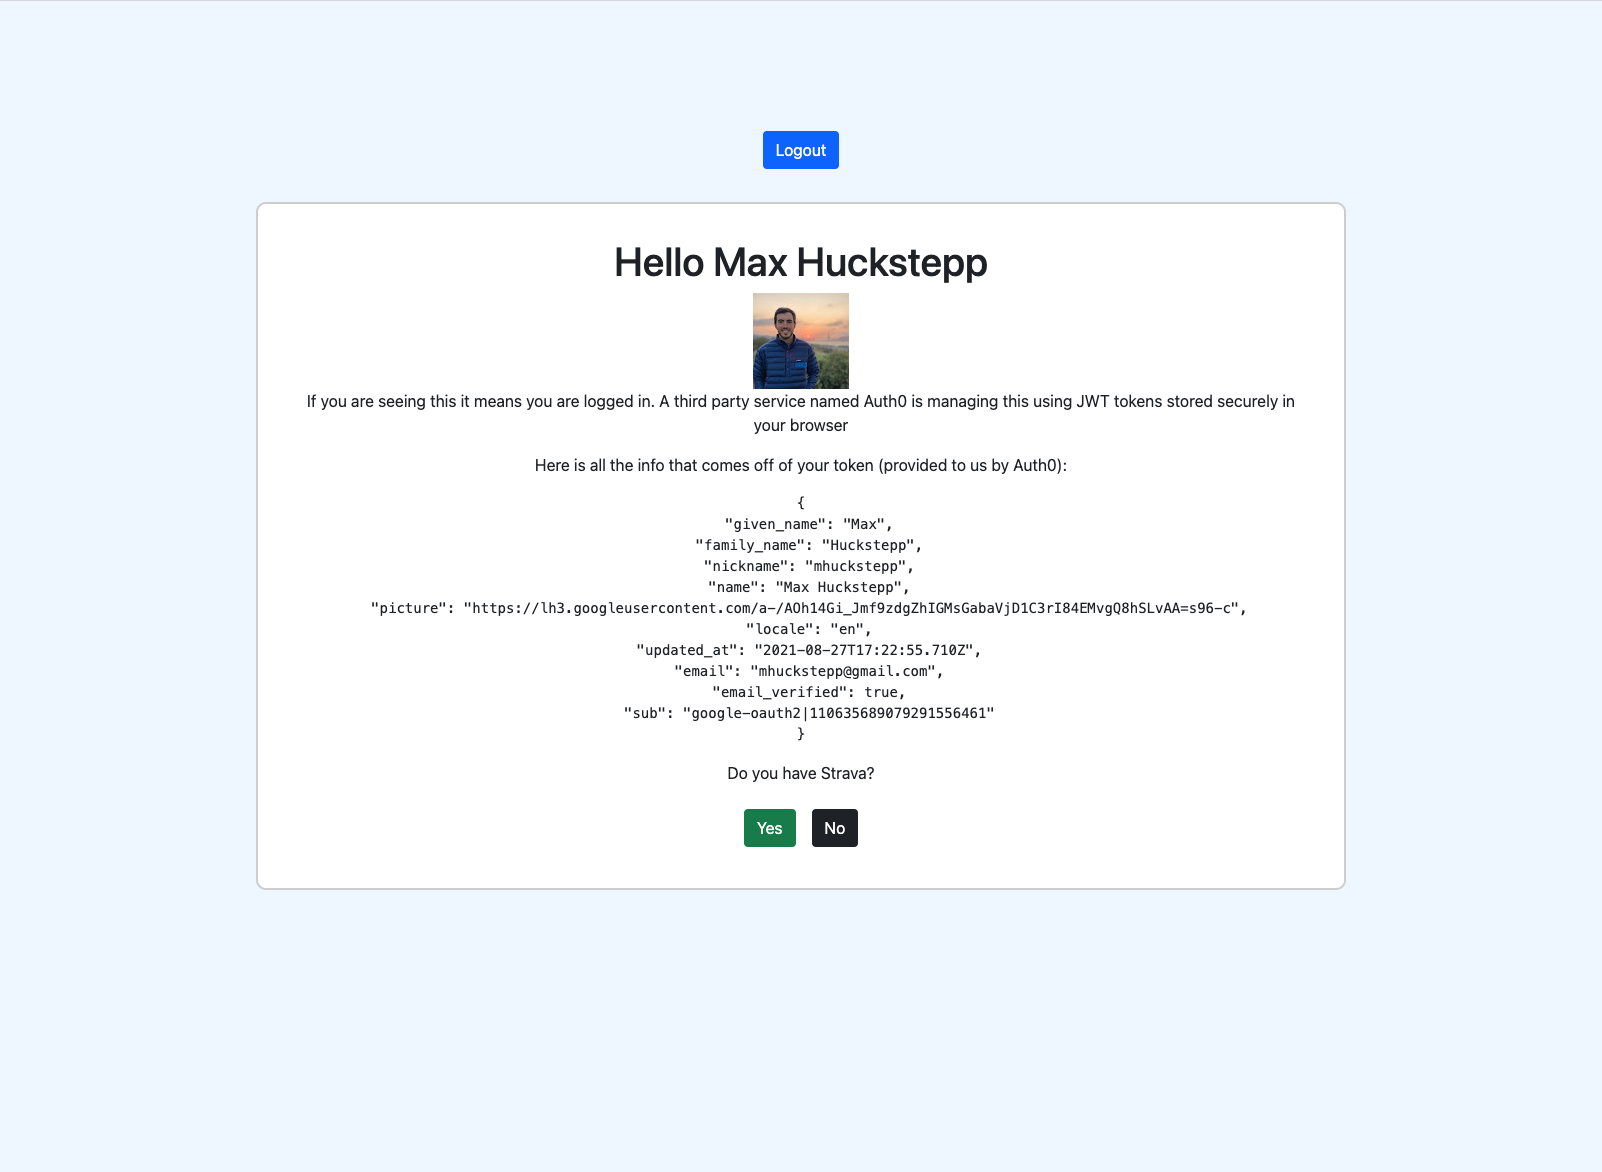 Logout
Hello Max Huckstepp
If you are seeing this it means you are logged in. A third party service named Auth0 is managing this using JWT tokens stored securely in
your browser
Here is all the info that comes off of your token (provided to us by Auth0):
{
"given_name": "Max",
"family_name": "Huckstepp",
"nickname": "mhuckstepp",
"name": "Max Huckstepp",
"picture": "https://lh3.googleusercontent.com/a-/AOh14Gi_Jmf9zdgZhIGMsGabaVjD1C3rI84EMvgQ8hSLvAA=s96-c",
"locale": "en",
"updated_at": "2021-08-27T17:22:55.710Z",
"email": "mhuckstepp@gmail.com",
"email_verified": true,
"sub": "google-oauth2|110635689079291556461"
}
Do you have Strava?
Yes No